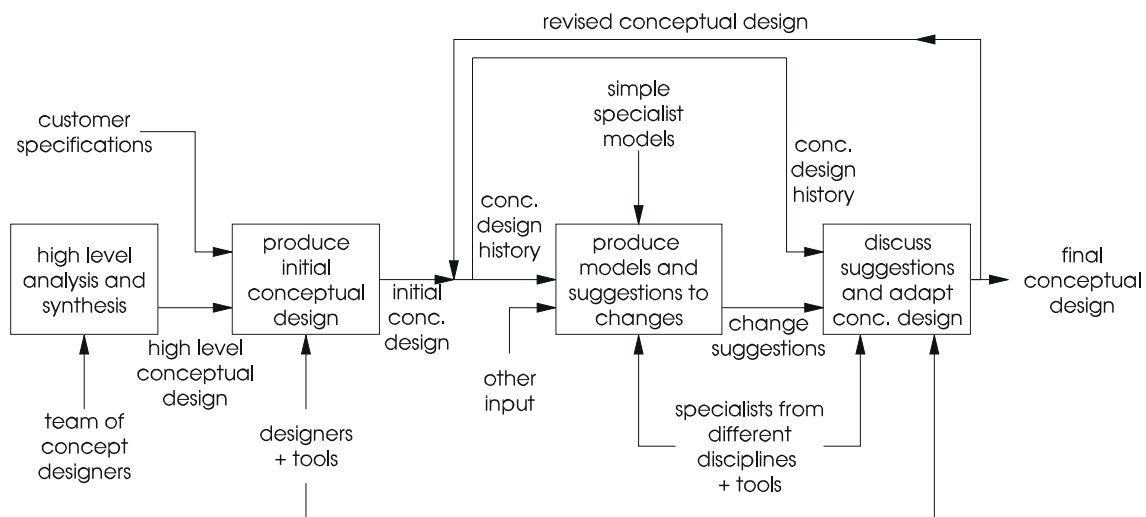 revised conceptual design
customer
specifications
simple
specialist
models
conc.
design
history
conc.
design
history
high level
analysis and
synthesis
produce
initial
conceptual
design
initial
conc.
design
produce
models and
suggestions to
changes
discuss
suggestions
and adapt
conc. design
final
conceptual
design
high level
conceptual
design
change
suggestions
other
input
team of
concept
designers
designers
+ tools
specialists from
different
disciplines
+ tools